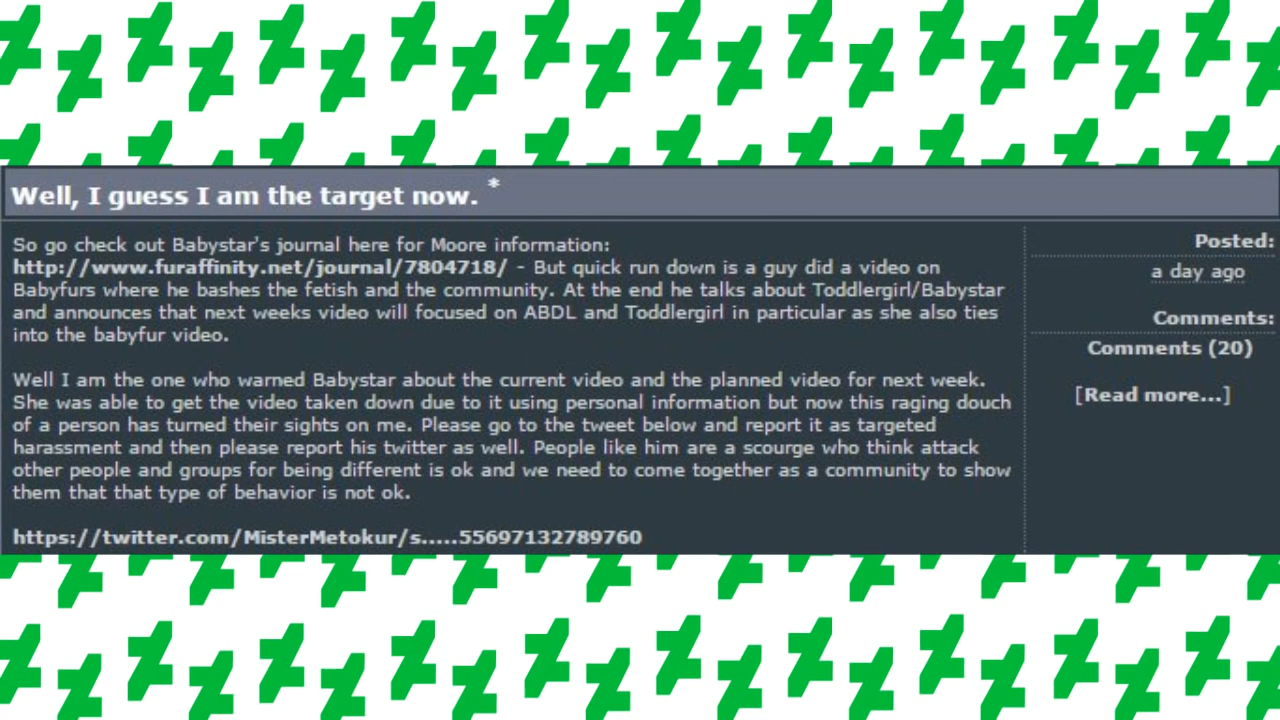 Well, I guess I am the target now. *
So go check out Babystar's journal here for Moore information:
http://www.furaffinity.net/journal/7804718/ - But quick run down is a guy did a video on
Babyfurs where he bashes the fetish and the community. At the end he talks about Toddlergirl/Babystar
and announces that next weeks video will focused on ABDL and Toddlergirl in particular as she also ties
into the babyfur video.
Well I am the one who warned Babystar about the current video and the planned video for next week.
She was able to get the video taken down due to it using personal information but now this raging douch
of a person has turned their sights on me. Please go to the tweet below and report it as targeted
harassment and then please report his twitter as well. People like him are a scourge who think attack
other people and groups for being different is ok and we need to come together as a community to show
them that that type of behavior is not ok.
https://twitter.com/MisterMetokur/s.....55697132789760
Posted:
a day ago
Comments:
Comments (20)
[Read more...]